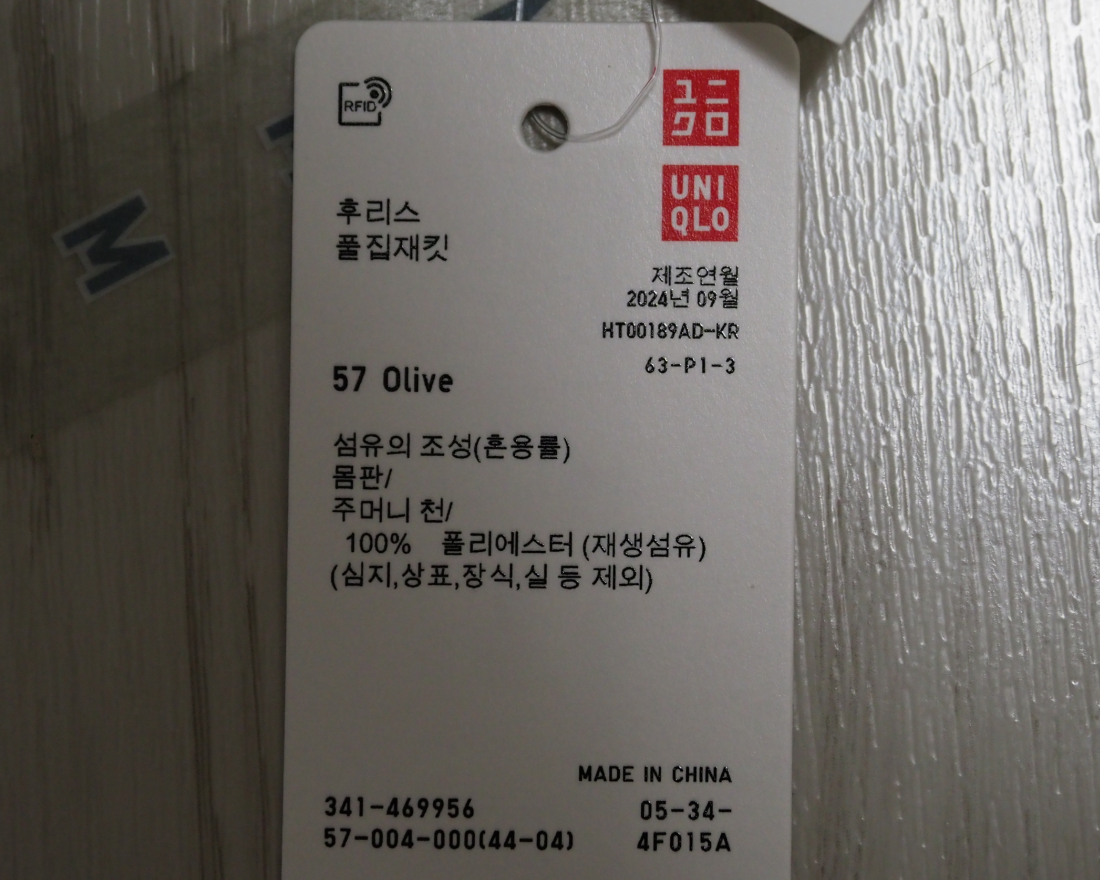 RFID
ユニ
クロ
UNI
QLO
후리스
풀집재킷
제조연월
2024년 09월
HT00189AD-KR
63-P1-3
57 Olive
섬유의 조성(혼용률)
몸판/
주머니 천/
100% 폴리에스터 (재생섬유)
(심지,상표,장식,실 등 제외)
MADE IN CHINA
341-469956
05-34-
57-004-000(44-04)
4F015A
M